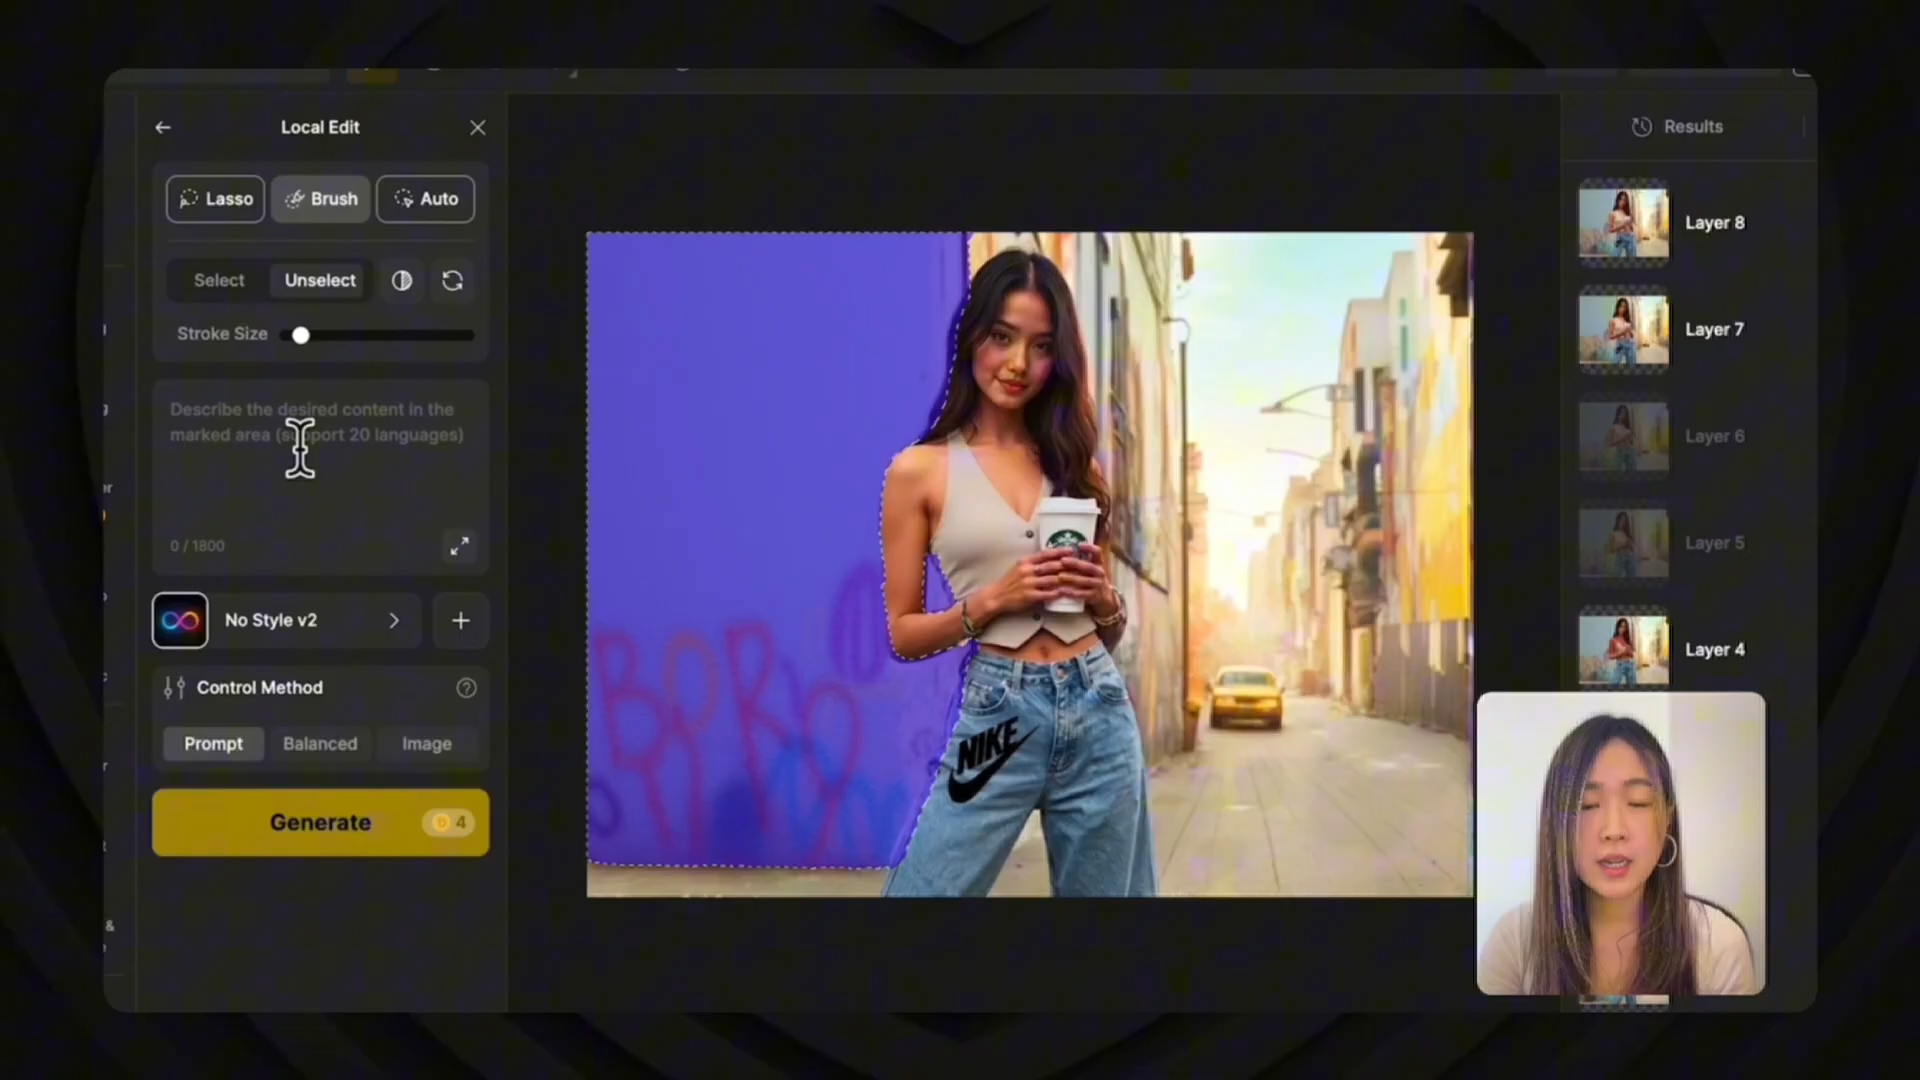 Local Edit
Results
Lasso
Brush
Auto
Select
Unselect
Stroke Size
Describe the desired content in the
marked area (support 20 languages)
0 / 1800
No Style v2
Control Method
Prompt
Balanced
Image
Generate
4
Layer 8
Layer 7
Layer 6
Layer 5
Layer 4
NIKE